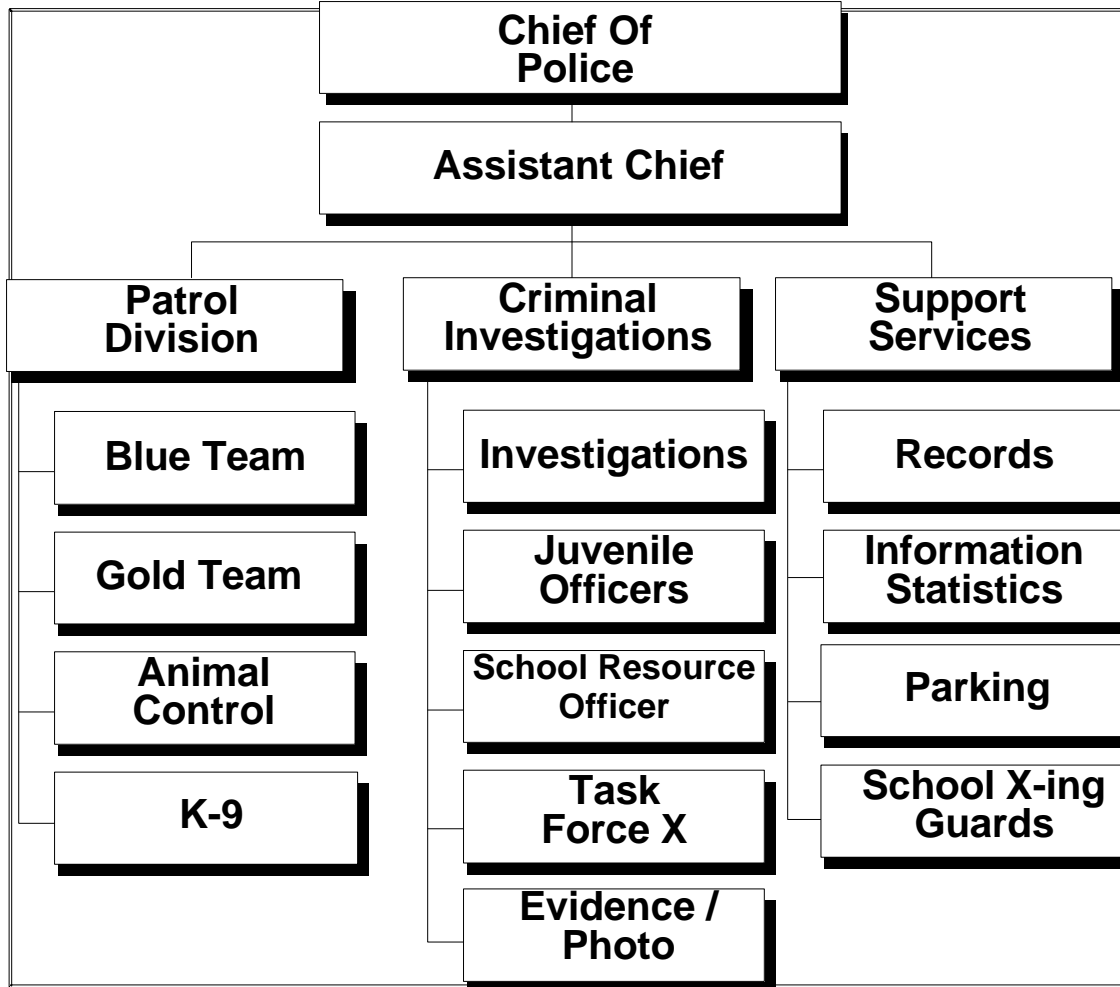 Chief Of
Police
Assistant Chief
Patrol
Division
Blue Team
Gold Team
Animal
Control
K-9
Criminal
Investigations
Investigations
Juvenile
Officers
School Resource
Officer
Task
Force X
Evidence /
Photo
Support
Services
Records
Information
Statistics
Parking
School X-ing
Guards